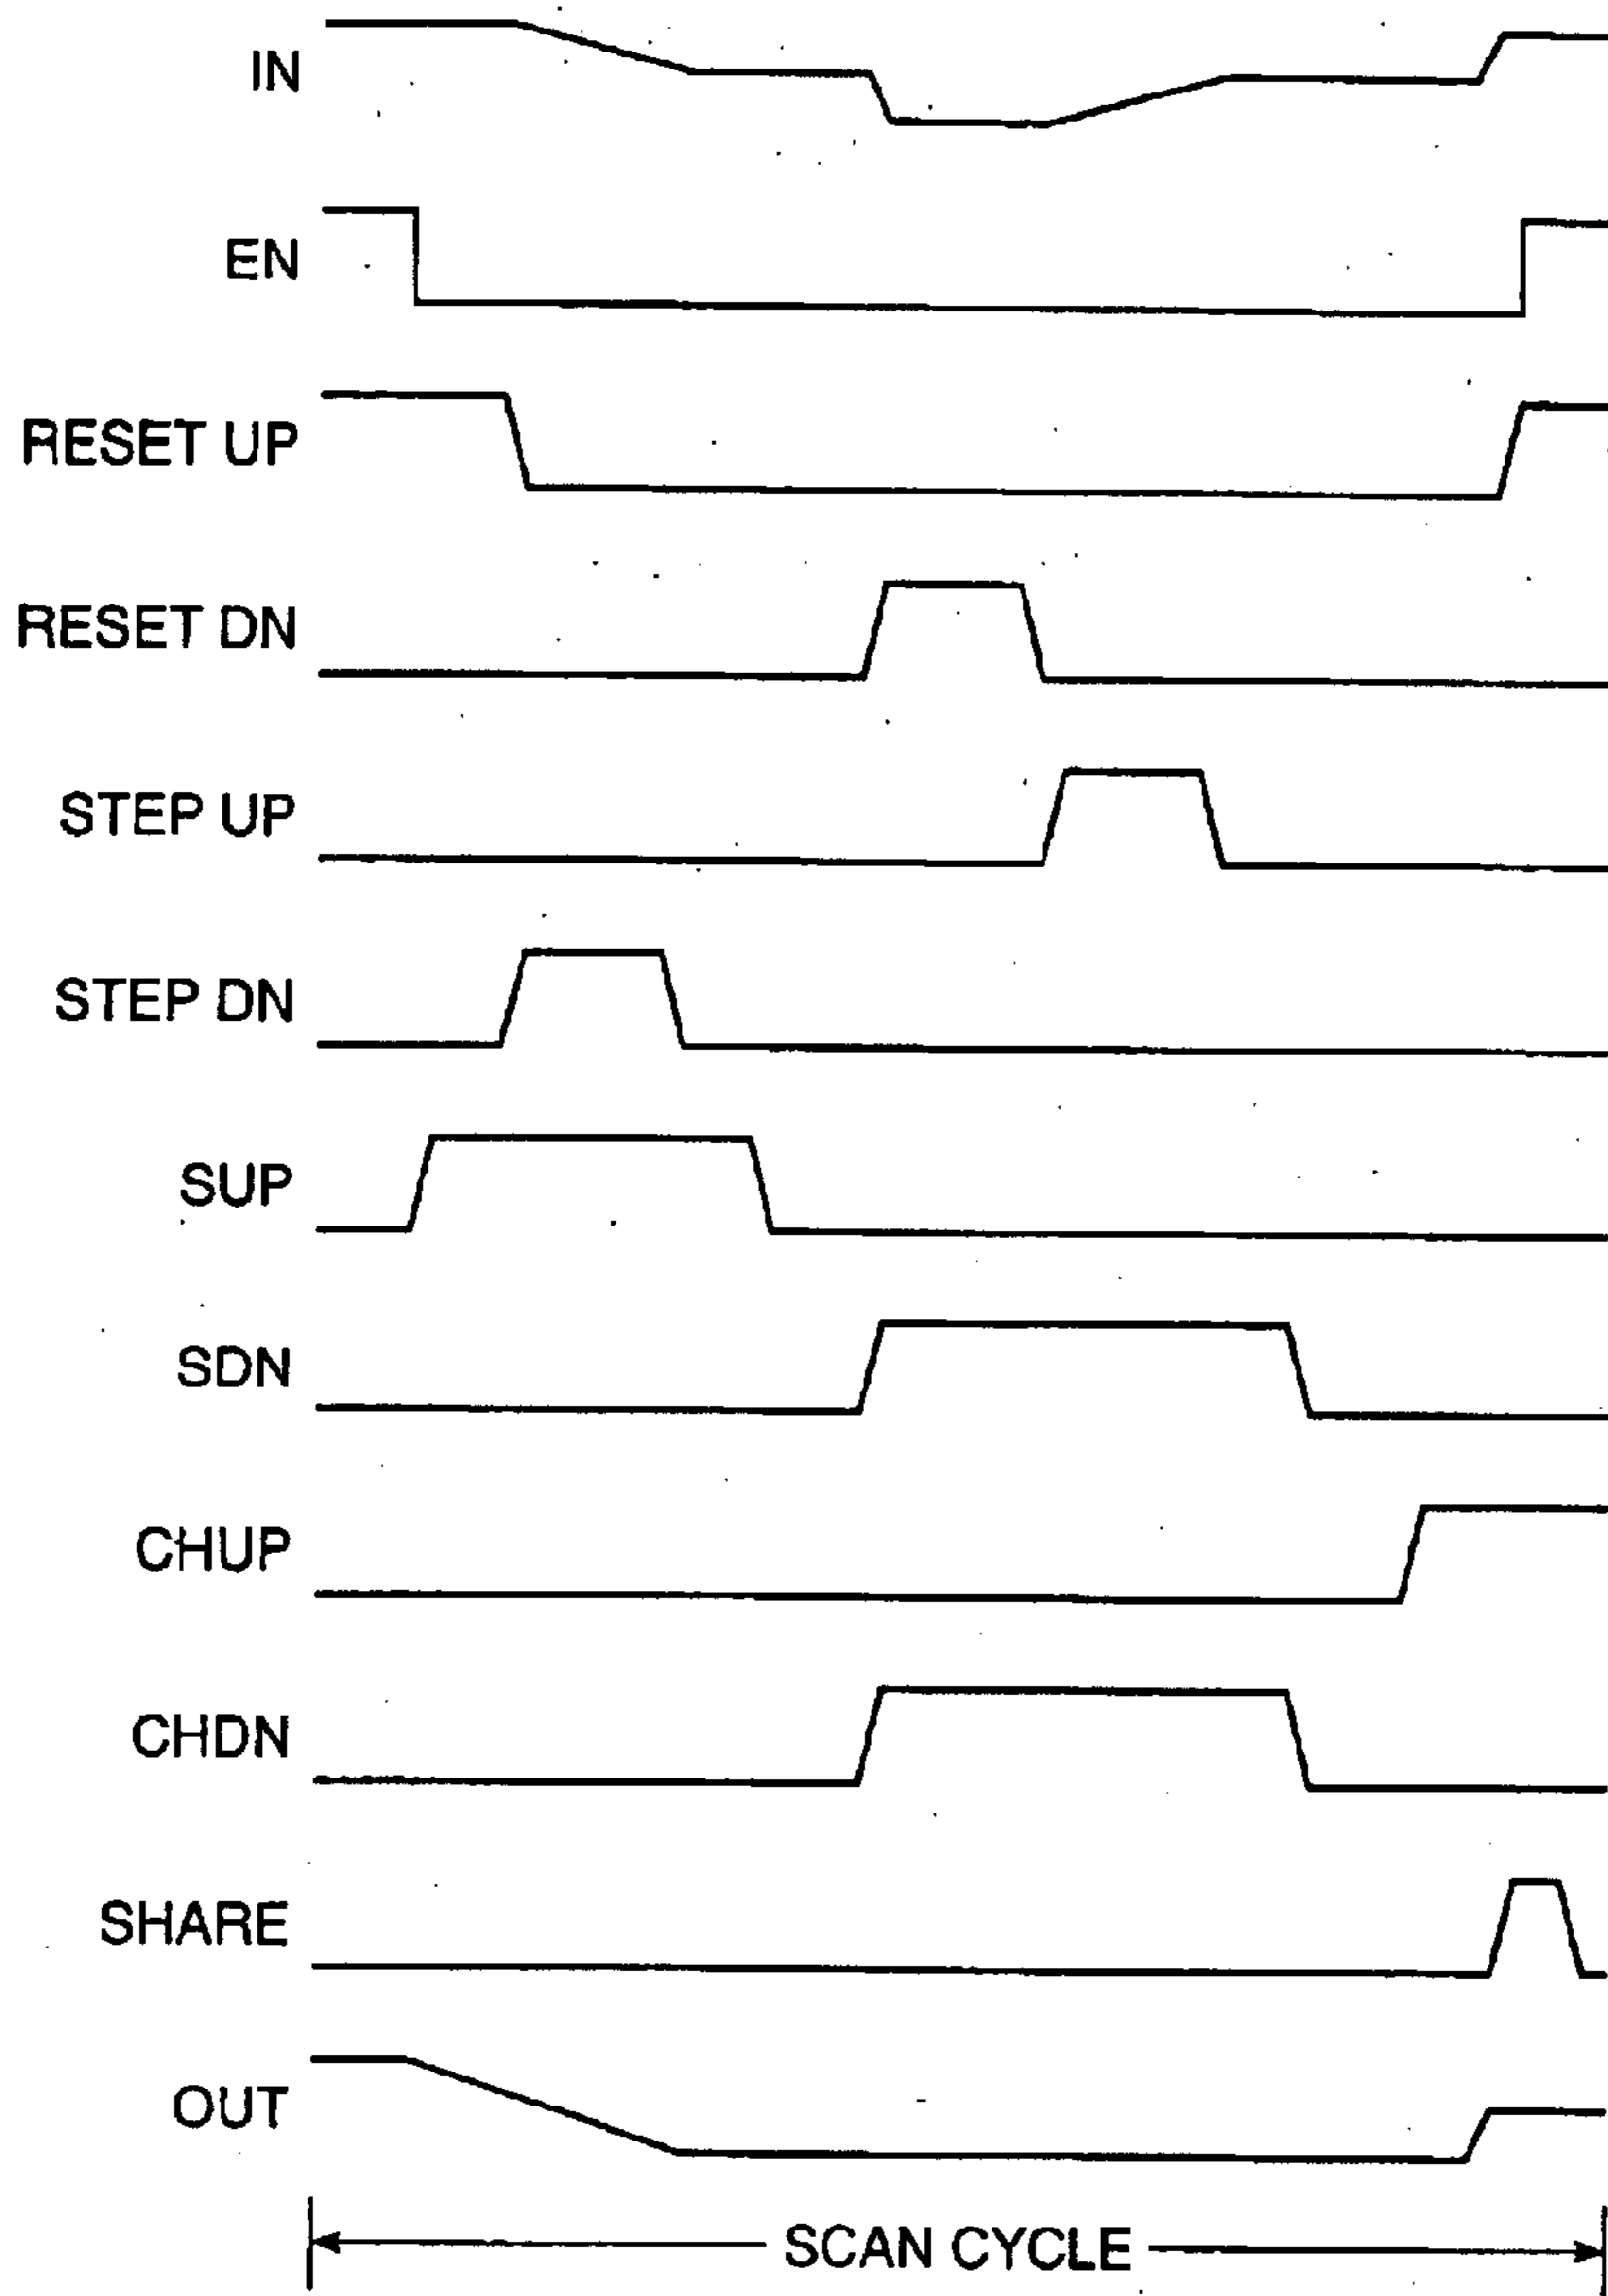 IN
EN
RESET UP
RESET DN
STEP UP
STEP DN
SUP
SDN
CHUP
CHDN
SHARE
OUT
SCAN CYCLE